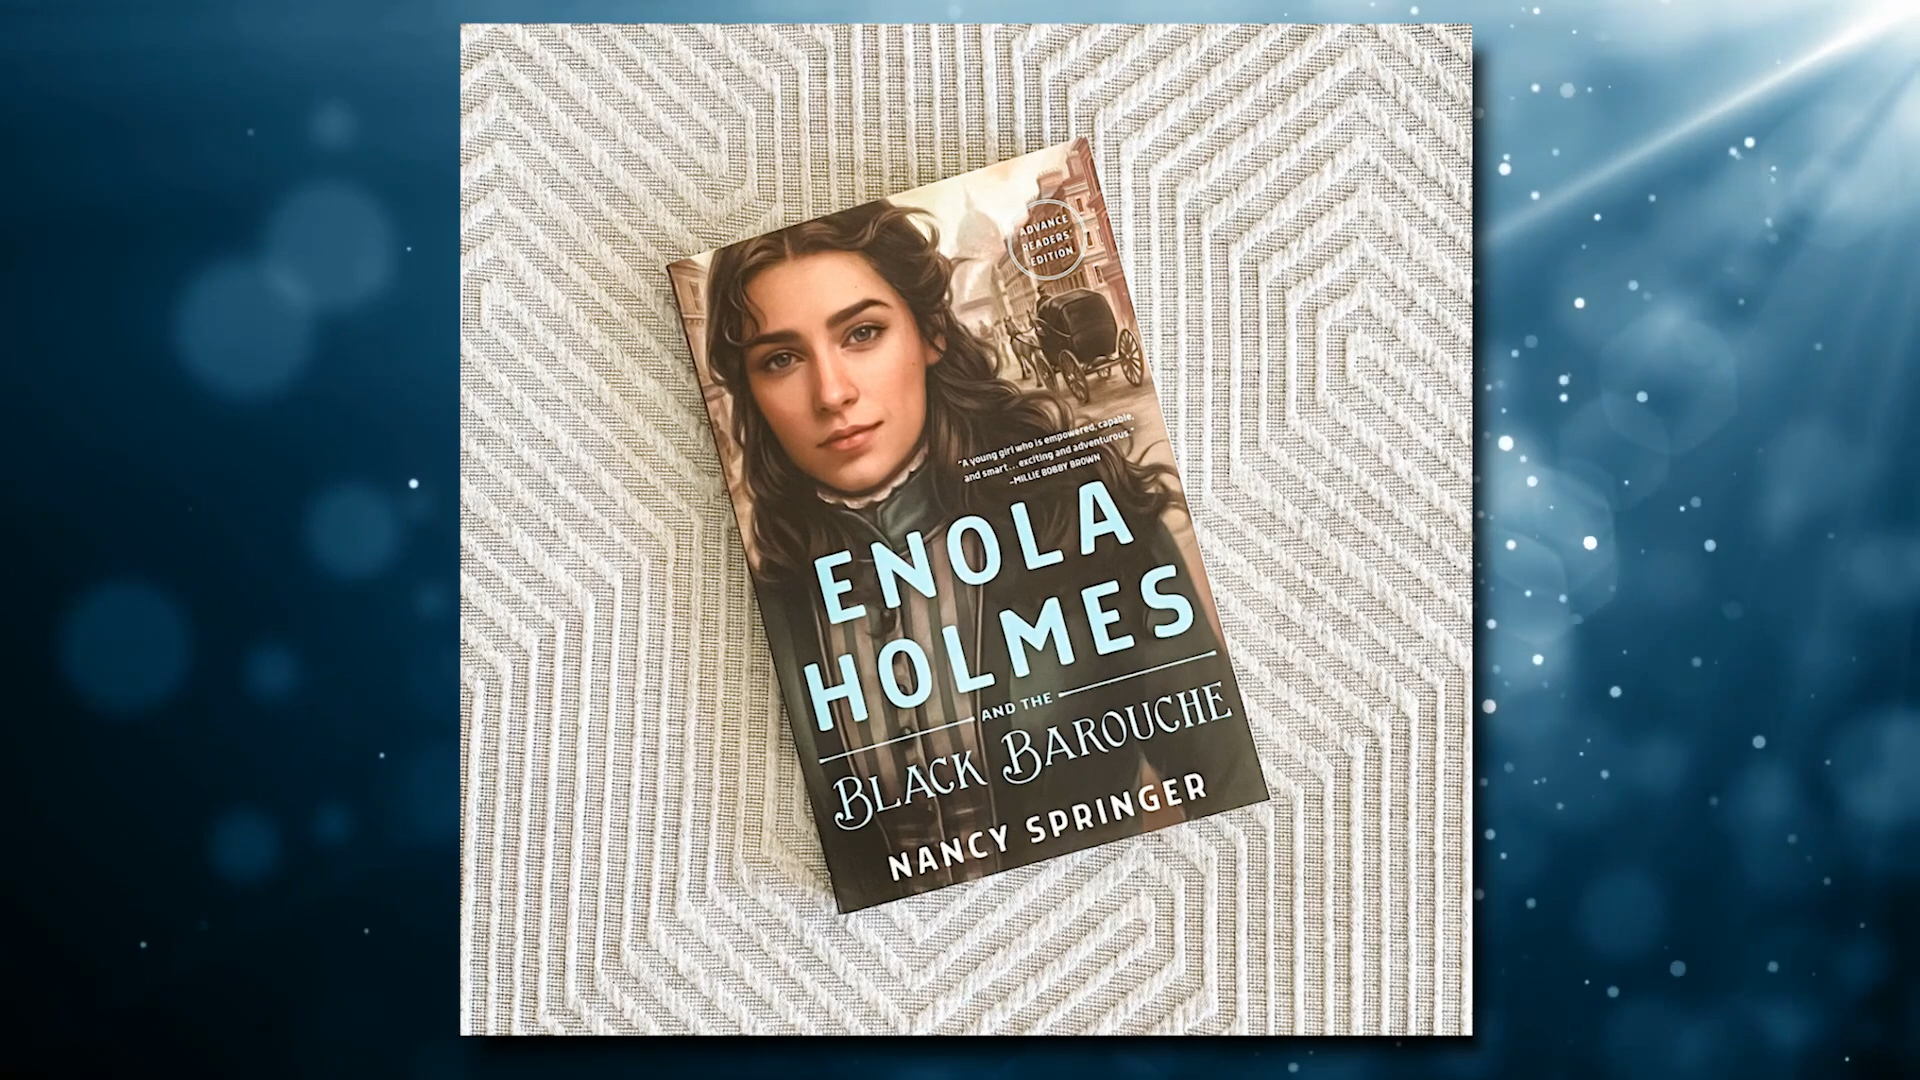 ADVANCE
READERS'
EDITION
"A young girl who is empowered, capable,
and smart... exciting and adventurous."
–MILLIE BOBBY BROWN
ENOLA
HOLMES
AND THE
BLACK BAROUCHE
NANCY SPRINGER